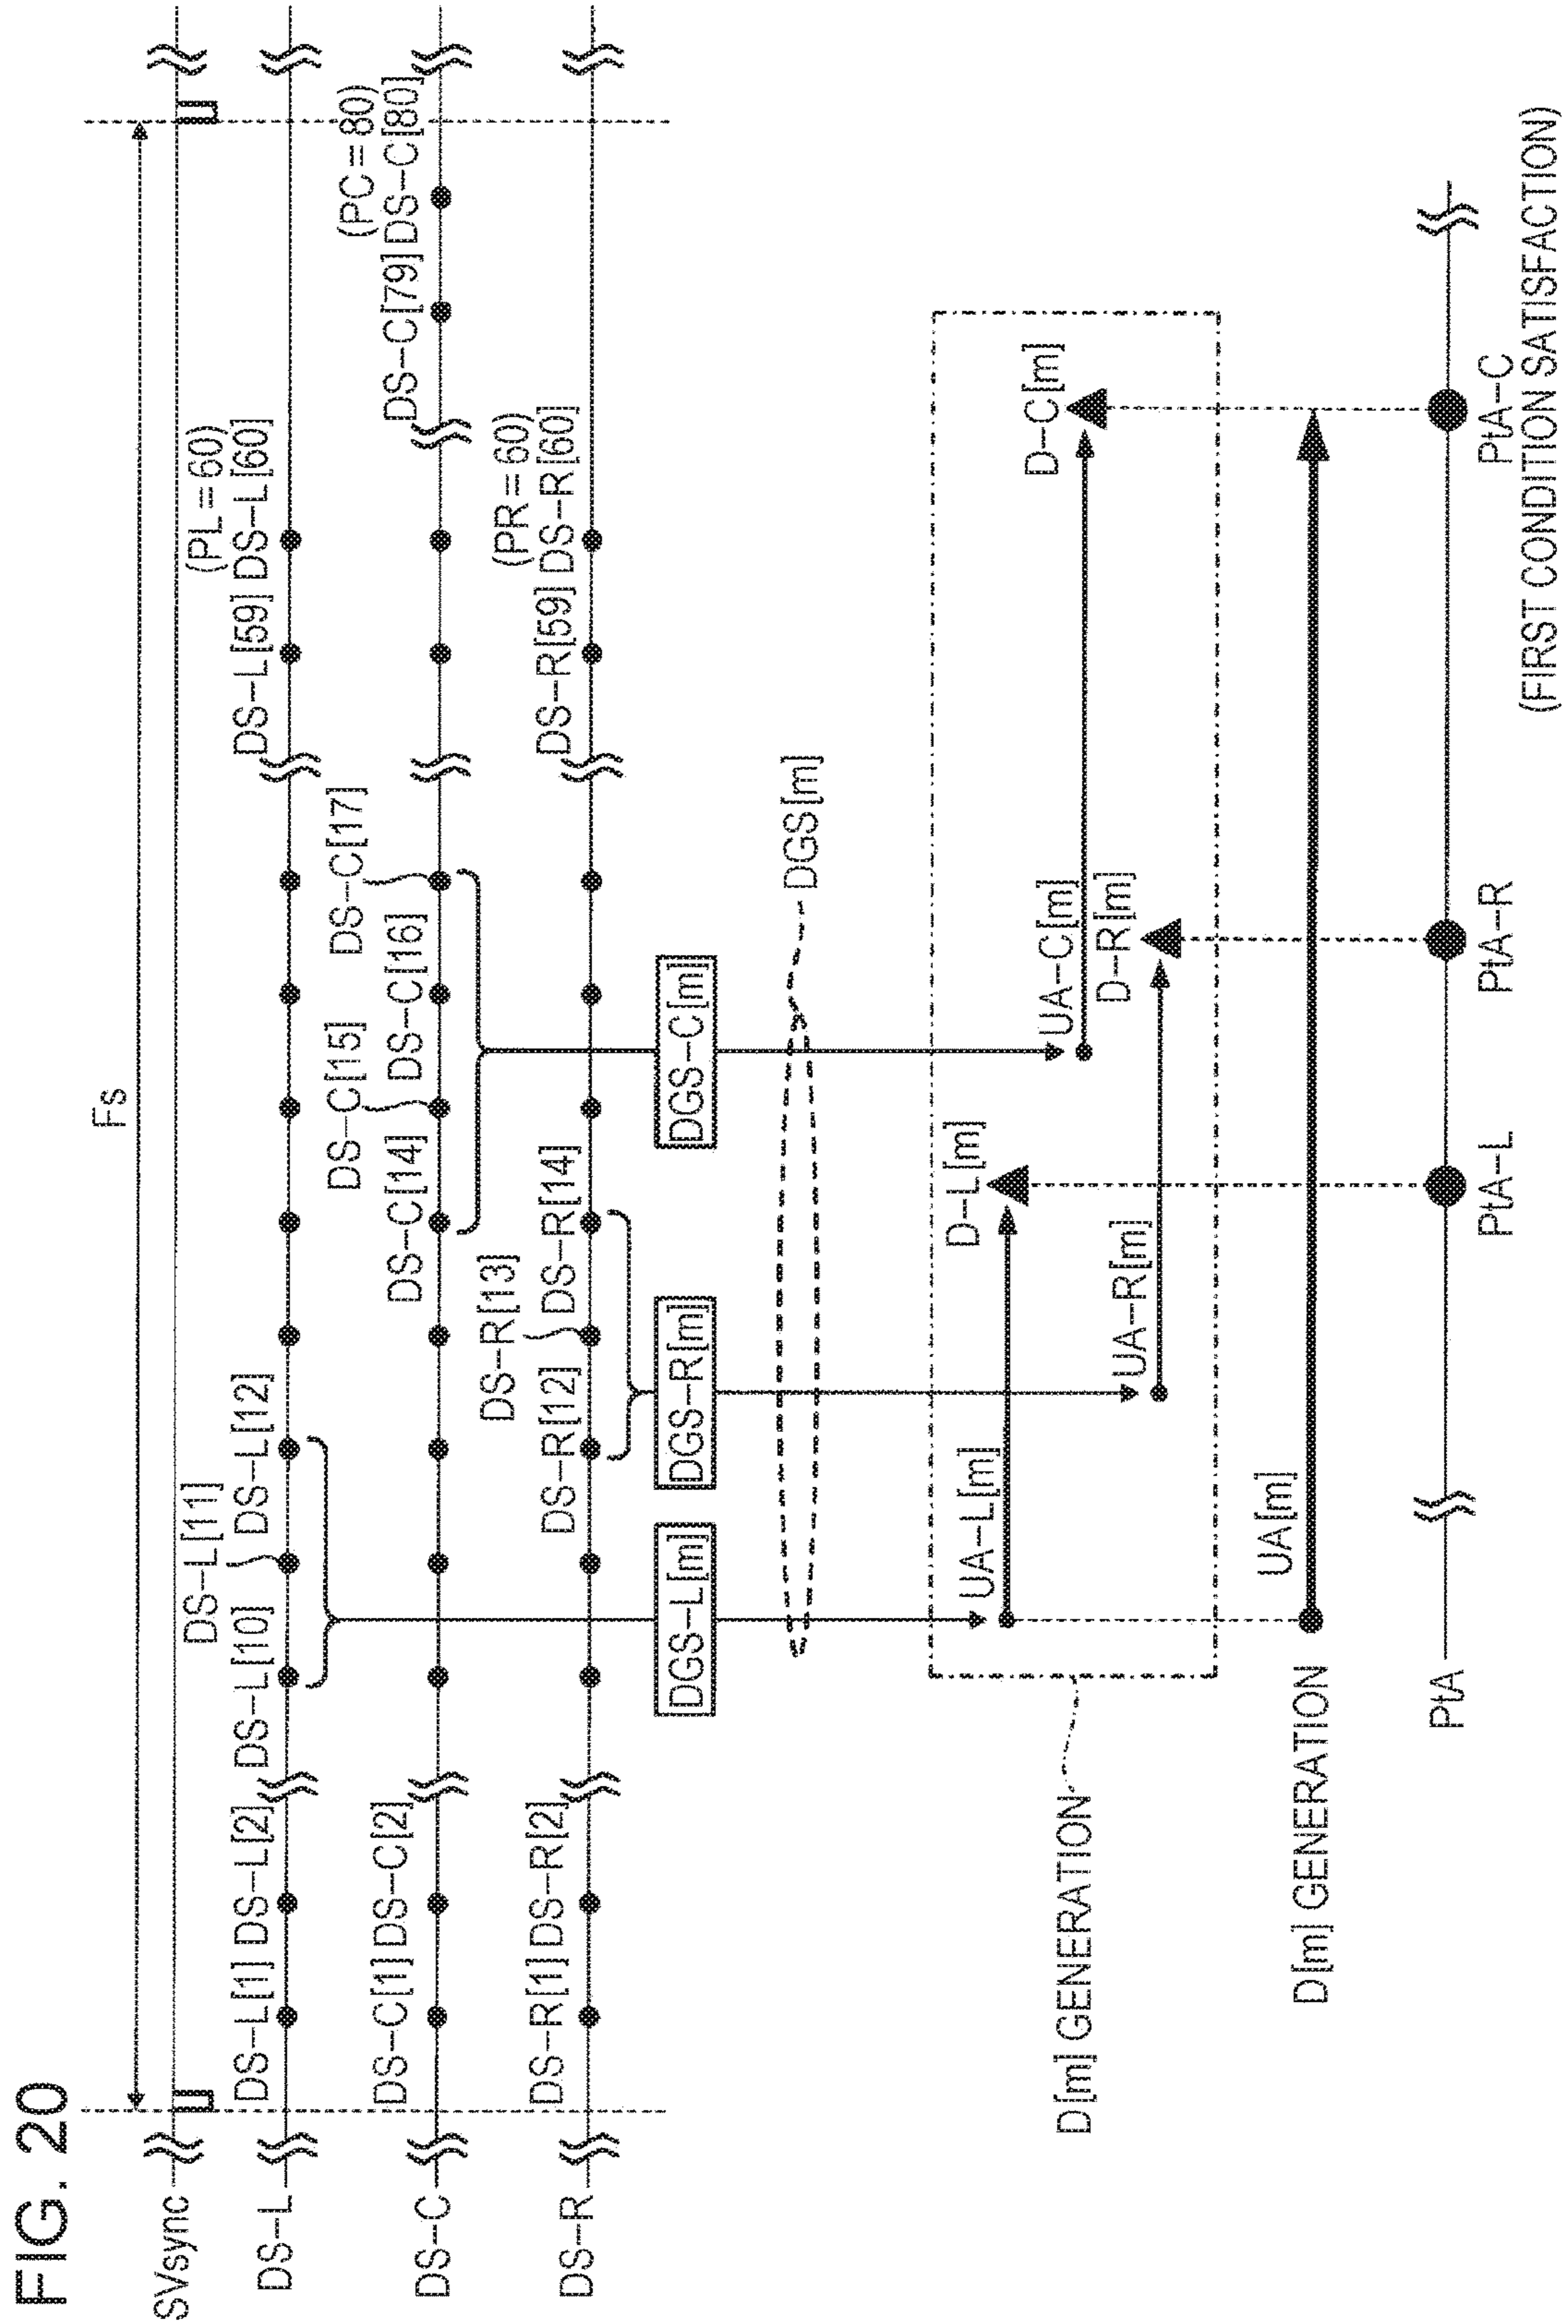 FIG. 20
Fs
SVsync
DS-L
DS-L[1] DS-L[2]
DS-L[10]
DS-L[11]
DS-L[12]
DS-L[59] DS-L[60]
(PL=60)
DS-C
DS-C[1] DS-C[2]
DS-C[14]
DS-C[15]
DS-C[16]
DS-C[17]
DS-C[79] DS-C[80]
(PC=80)
DS-R
DS-R[1] DS-R[2]
DS-R[12]
DS-R[13]
DS-R[14]
DS-R[59] DS-R[60]
(PR=60)
DGS-L[m]
DGS-R[m]
DGS-C[m]
DGS[m]
D[m] GENERATION
UA-L[m]
D-L[m]
UA-C[m]
D-C[m]
UA-R[m]
D-R[m]
D[m] GENERATION
UA[m]
PtA
PtA-L
PtA-R
PtA-C
(FIRST CONDITION SATISFACTION)